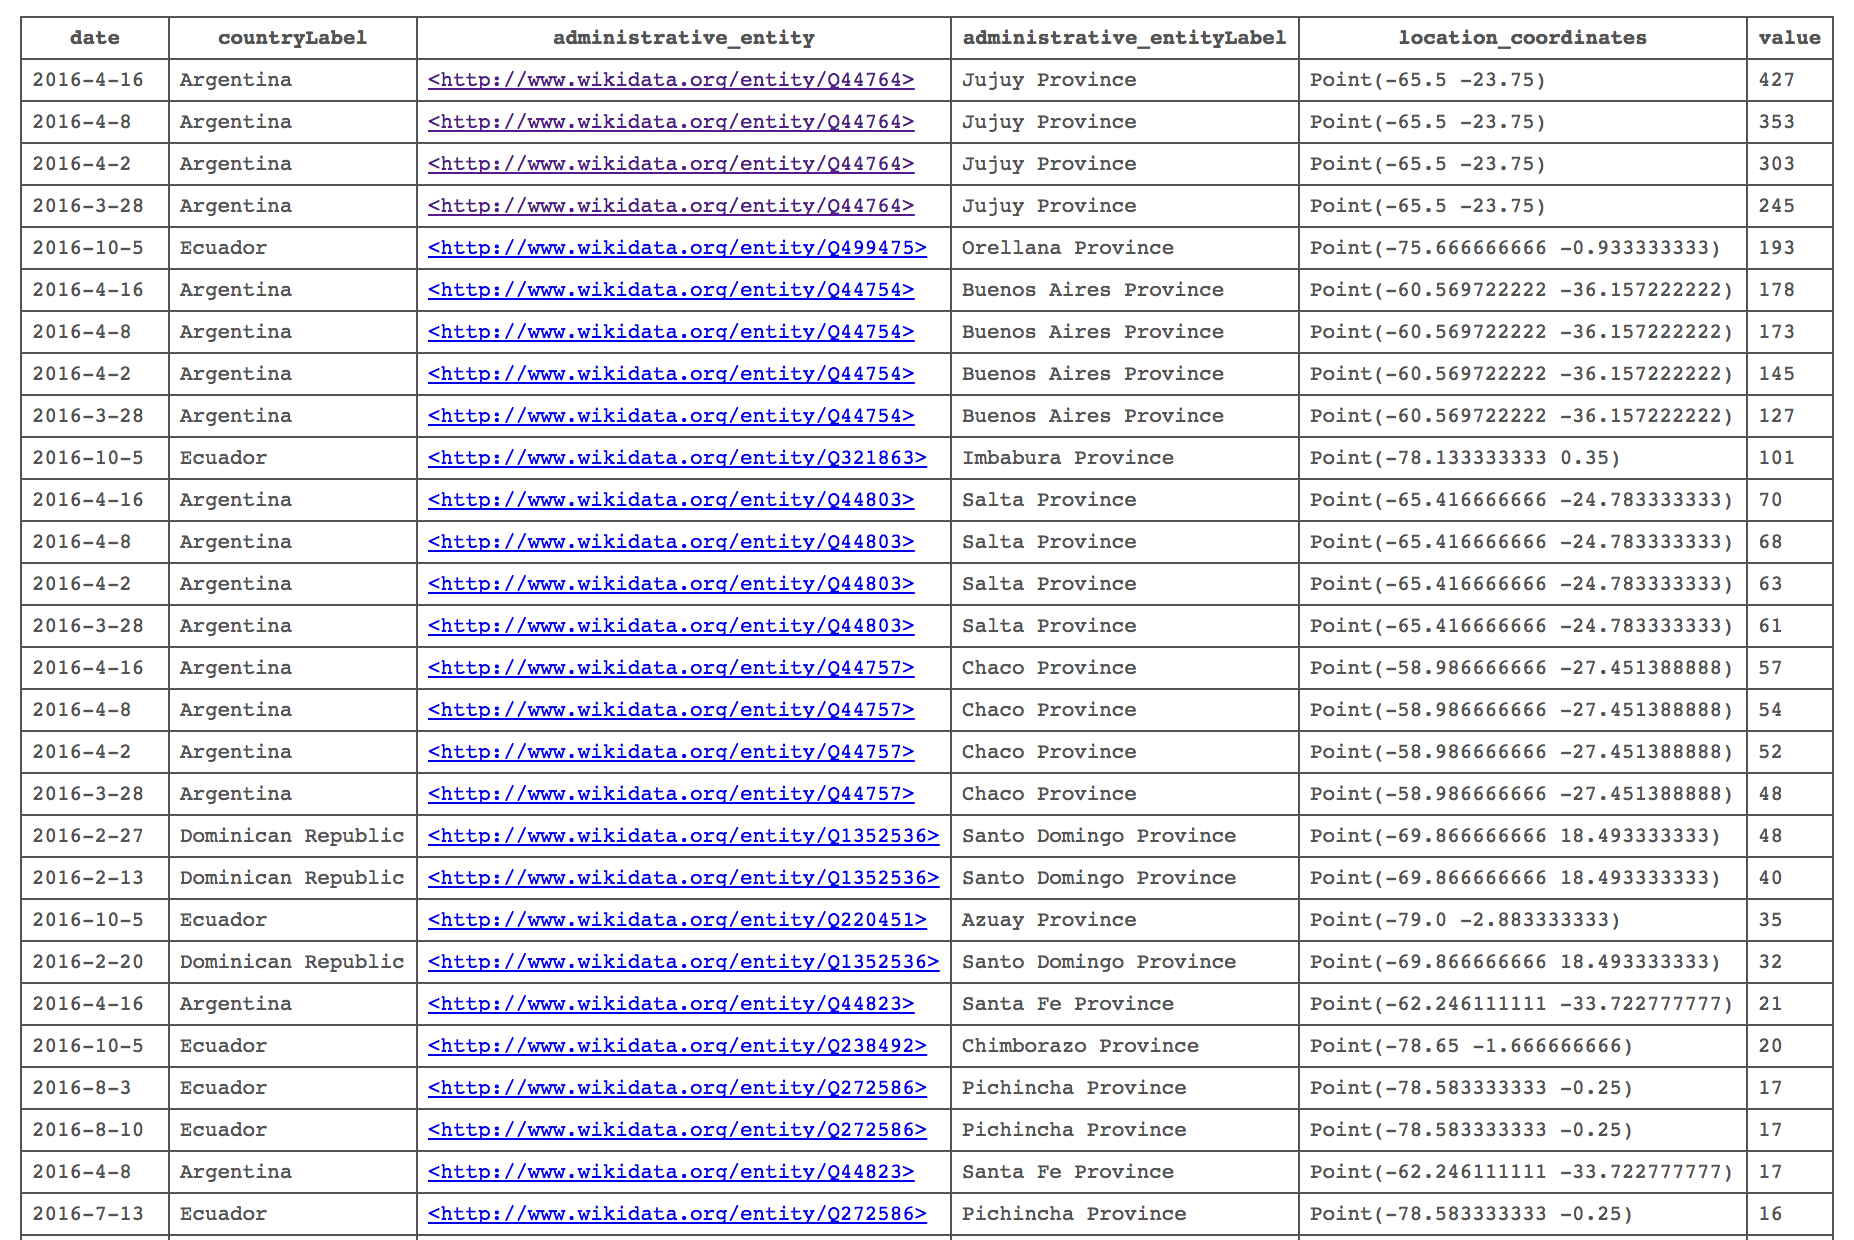 date countryLabel administrative_entity administrative_entityLabel location_coordinates value
2016-4-16 Argentina <http://www.wikidata.org/entity/Q44764> Jujuy Province Point(-65.5 -23.75) 427
2016-4-8 Argentina <http://www.wikidata.org/entity/Q44764> Jujuy Province Point(-65.5 -23.75) 353
2016-4-2 Argentina <http://www.wikidata.org/entity/Q44764> Jujuy Province Point(-65.5 -23.75) 303
2016-3-28 Argentina <http://www.wikidata.org/entity/Q44764> Jujuy Province Point(-65.5 -23.75) 245
2016-10-5 Ecuador <http://www.wikidata.org/entity/Q499475> Orellana Province Point(-75.666666666 -0.933333333) 193
2016-4-16 Argentina <http://www.wikidata.org/entity/Q44754> Buenos Aires Province Point(-60.569722222 -36.157222222) 178
2016-4-8 Argentina <http://www.wikidata.org/entity/Q44754> Buenos Aires Province Point(-60.569722222 -36.157222222) 173
2016-4-2 Argentina <http://www.wikidata.org/entity/Q44754> Buenos Aires Province Point(-60.569722222 -36.157222222) 145
2016-3-28 Argentina <http://www.wikidata.org/entity/Q44754> Buenos Aires Province Point(-60.569722222 -36.157222222) 127
2016-10-5 Ecuador <http://www.wikidata.org/entity/Q321863> Imbabura Province Point(-78.133333333 0.35) 101
2016-4-16 Argentina <http://www.wikidata.org/entity/Q44803> Salta Province Point(-65.416666666 -24.783333333) 70
2016-4-8 Argentina <http://www.wikidata.org/entity/Q44803> Salta Province Point(-65.416666666 -24.783333333) 68
2016-4-2 Argentina <http://www.wikidata.org/entity/Q44803> Salta Province Point(-65.416666666 -24.783333333) 63
2016-3-28 Argentina <http://www.wikidata.org/entity/Q44803> Salta Province Point(-65.416666666 -24.783333333) 61
2016-4-16 Argentina <http://www.wikidata.org/entity/Q44757> Chaco Province Point(-58.986666666 -27.451388888) 57
2016-4-8 Argentina <http://www.wikidata.org/entity/Q44757> Chaco Province Point(-58.986666666 -27.451388888) 54
2016-4-2 Argentina <http://www.wikidata.org/entity/Q44757> Chaco Province Point(-58.986666666 -27.451388888) 52
2016-3-28 Argentina <http://www.wikidata.org/entity/Q44757> Chaco Province Point(-58.986666666 -27.451388888) 48
2016-2-27 Dominican Republic <http://www.wikidata.org/entity/Q1352536> Santo Domingo Province Point(-69.866666666 18.493333333) 48
2016-2-13 Dominican Republic <http://www.wikidata.org/entity/Q1352536> Santo Domingo Province Point(-69.866666666 18.493333333) 40
2016-10-5 Ecuador <http://www.wikidata.org/entity/Q220451> Azuay Province Point(-79.0 -2.883333333) 35
2016-2-20 Dominican Republic <http://www.wikidata.org/entity/Q1352536> Santo Domingo Province Point(-69.866666666 18.493333333) 32
2016-4-16 Argentina <http://www.wikidata.org/entity/Q44823> Santa Fe Province Point(-62.246111111 -33.722777777) 21
2016-10-5 Ecuador <http://www.wikidata.org/entity/Q238492> Chimborazo Province Point(-78.65 -1.666666666) 20
2016-8-3 Ecuador <http://www.wikidata.org/entity/Q272586> Pichincha Province Point(-78.583333333 -0.25) 17
2016-8-10 Ecuador <http://www.wikidata.org/entity/Q272586> Pichincha Province Point(-78.583333333 -0.25) 17
2016-4-8 Argentina <http://www.wikidata.org/entity/Q44823> Santa Fe Province Point(-62.246111111 -33.722777777) 17
2016-7-13 Ecuador <http://www.wikidata.org/entity/Q272586> Pichincha Province Point(-78.583333333 -0.25) 16